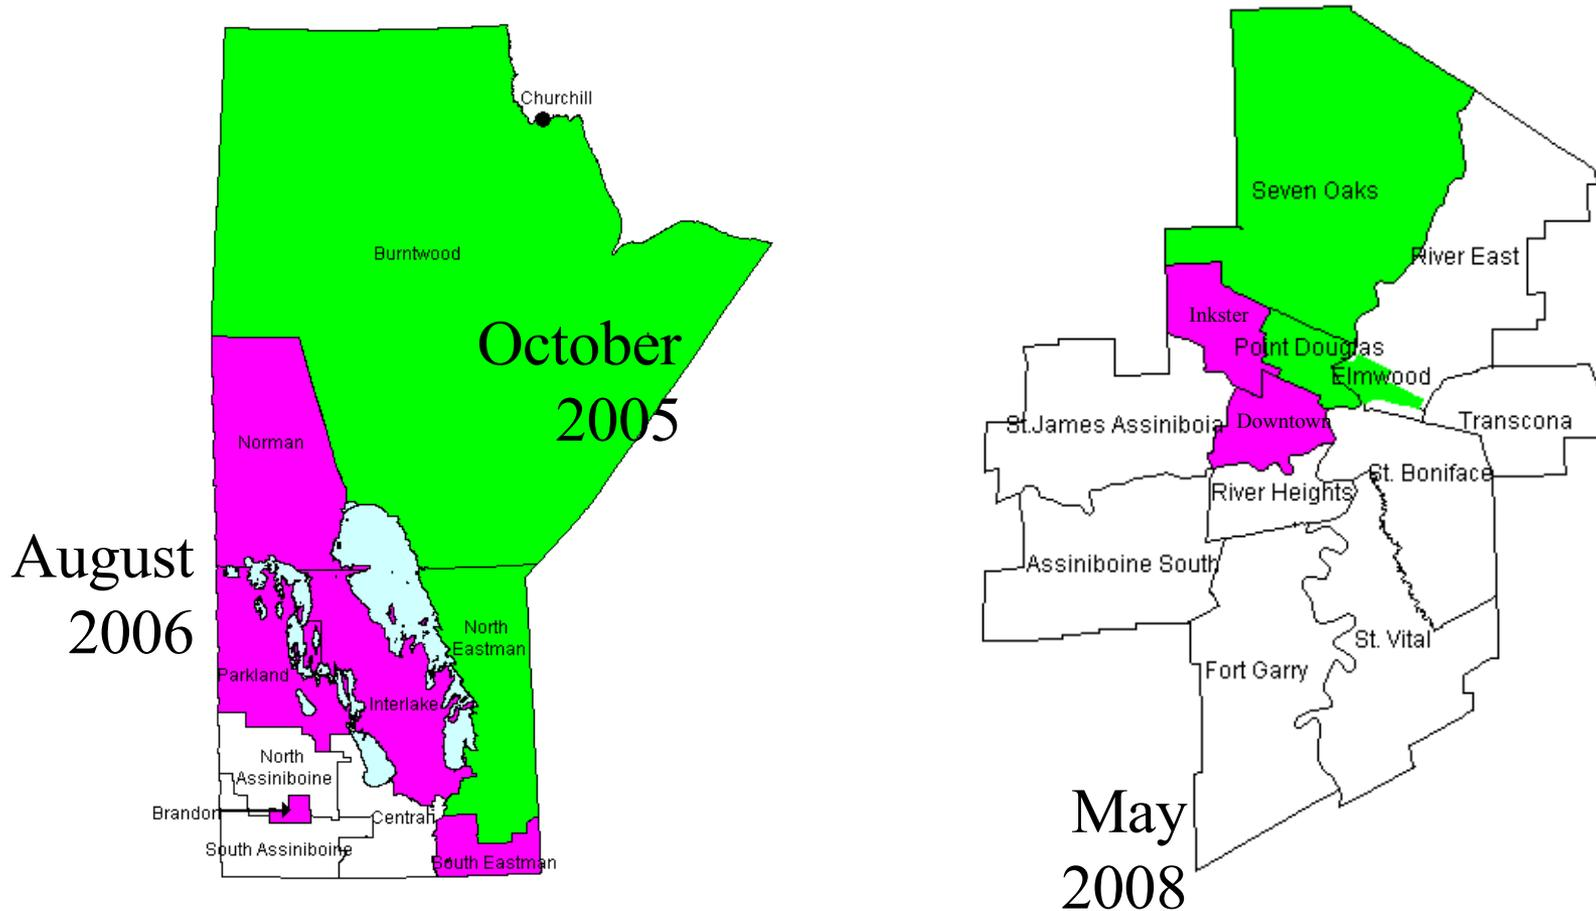 Churchill
Burntwood
October
2005
Norman
August
2006
North
Eastman
Parkland
Interlake
North
Assiniboine
Brandon
Central
South Assiniboine
South Eastman
Seven Oaks
River East
Inkster
Point Douglas
Elmwood
St.James Assiniboia
Downtown
Transcona
St. Boniface
River Heights
Assiniboine South
St. Vital
Fort Garry
May
2008